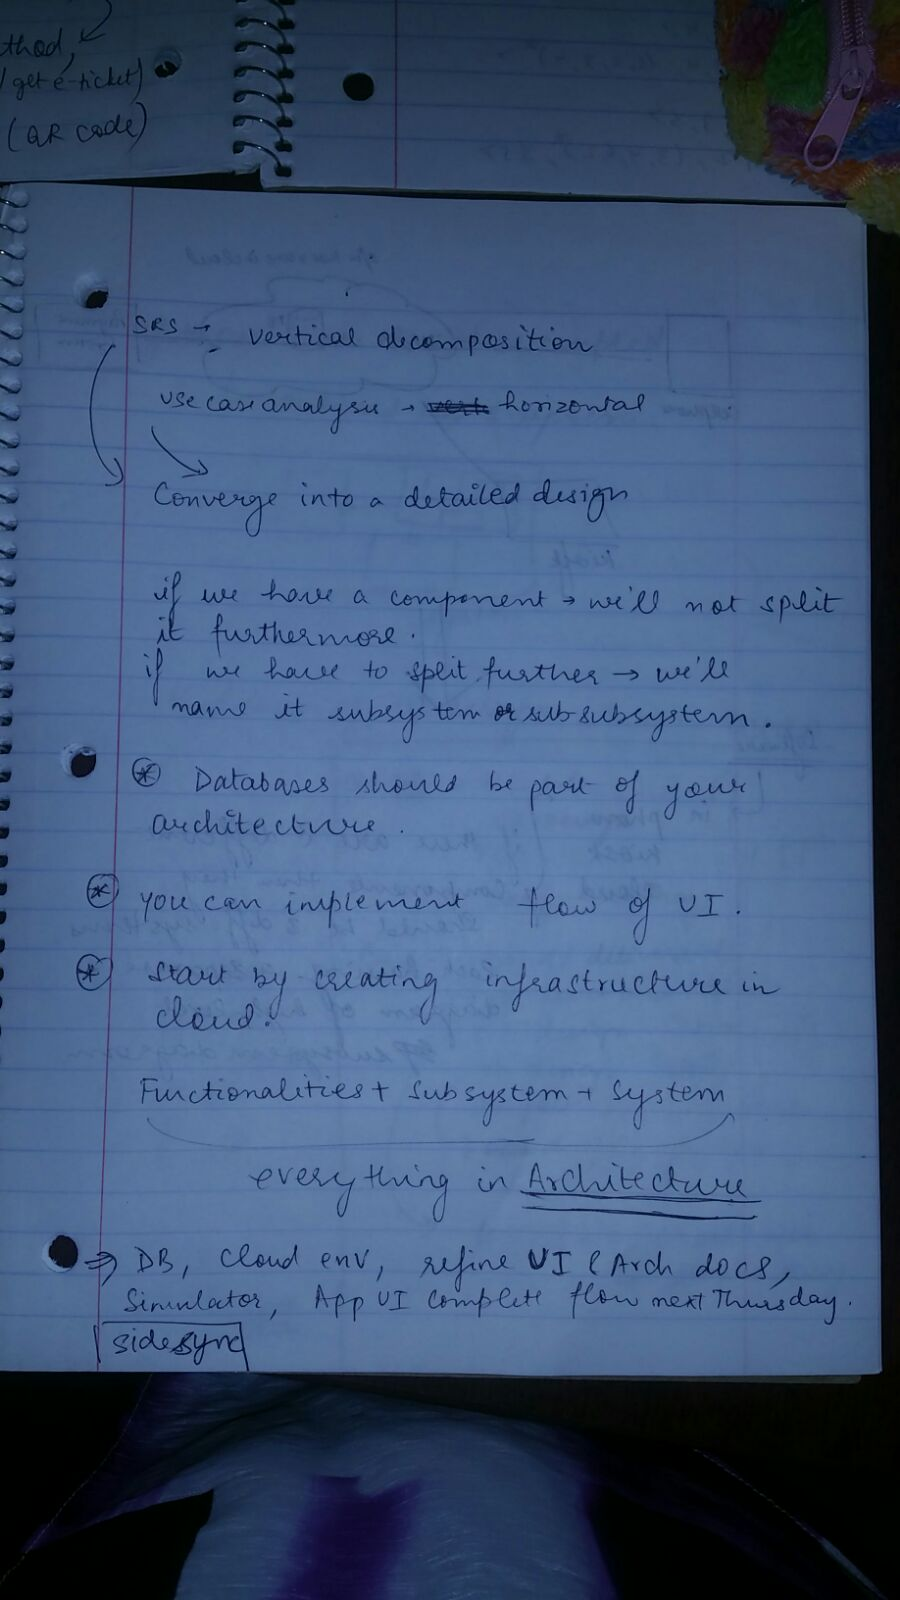 thod,
/get e-ticket)
(QR code)
SRS → vertical decomposition
use case analysis → horizontal
Converge into a detailed design
if we have a component → we'll not split
it furthermore.
if we have to split further → we'll
name it subsystem or subsubsystem.
* Databases should be part of your
architecture.
* you can implement flow of UI.
* start by creating infrastructure in
cloud.
Functionalities + subsystem + system
everything in Architecture
⇒ DB, cloud env, refine UI & Arch docs,
Simulator, App UI complete flow next Thursday.
sidesync